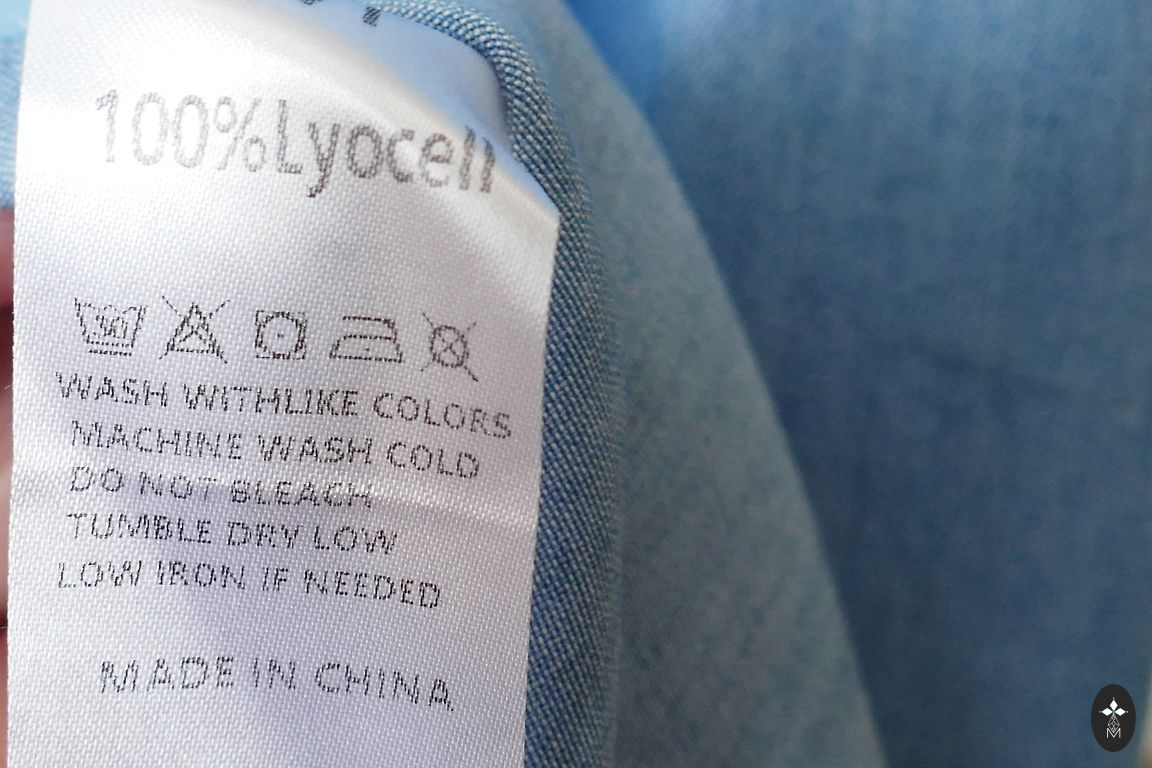 100%Lyocell
30
WASH WITHLIKE COLORS
MACHINE WASH COLD
DO NOT BLEACH
TUMBLE DRY LOW
LOW IRON IF NEEDED
MADE IN CHINA
M